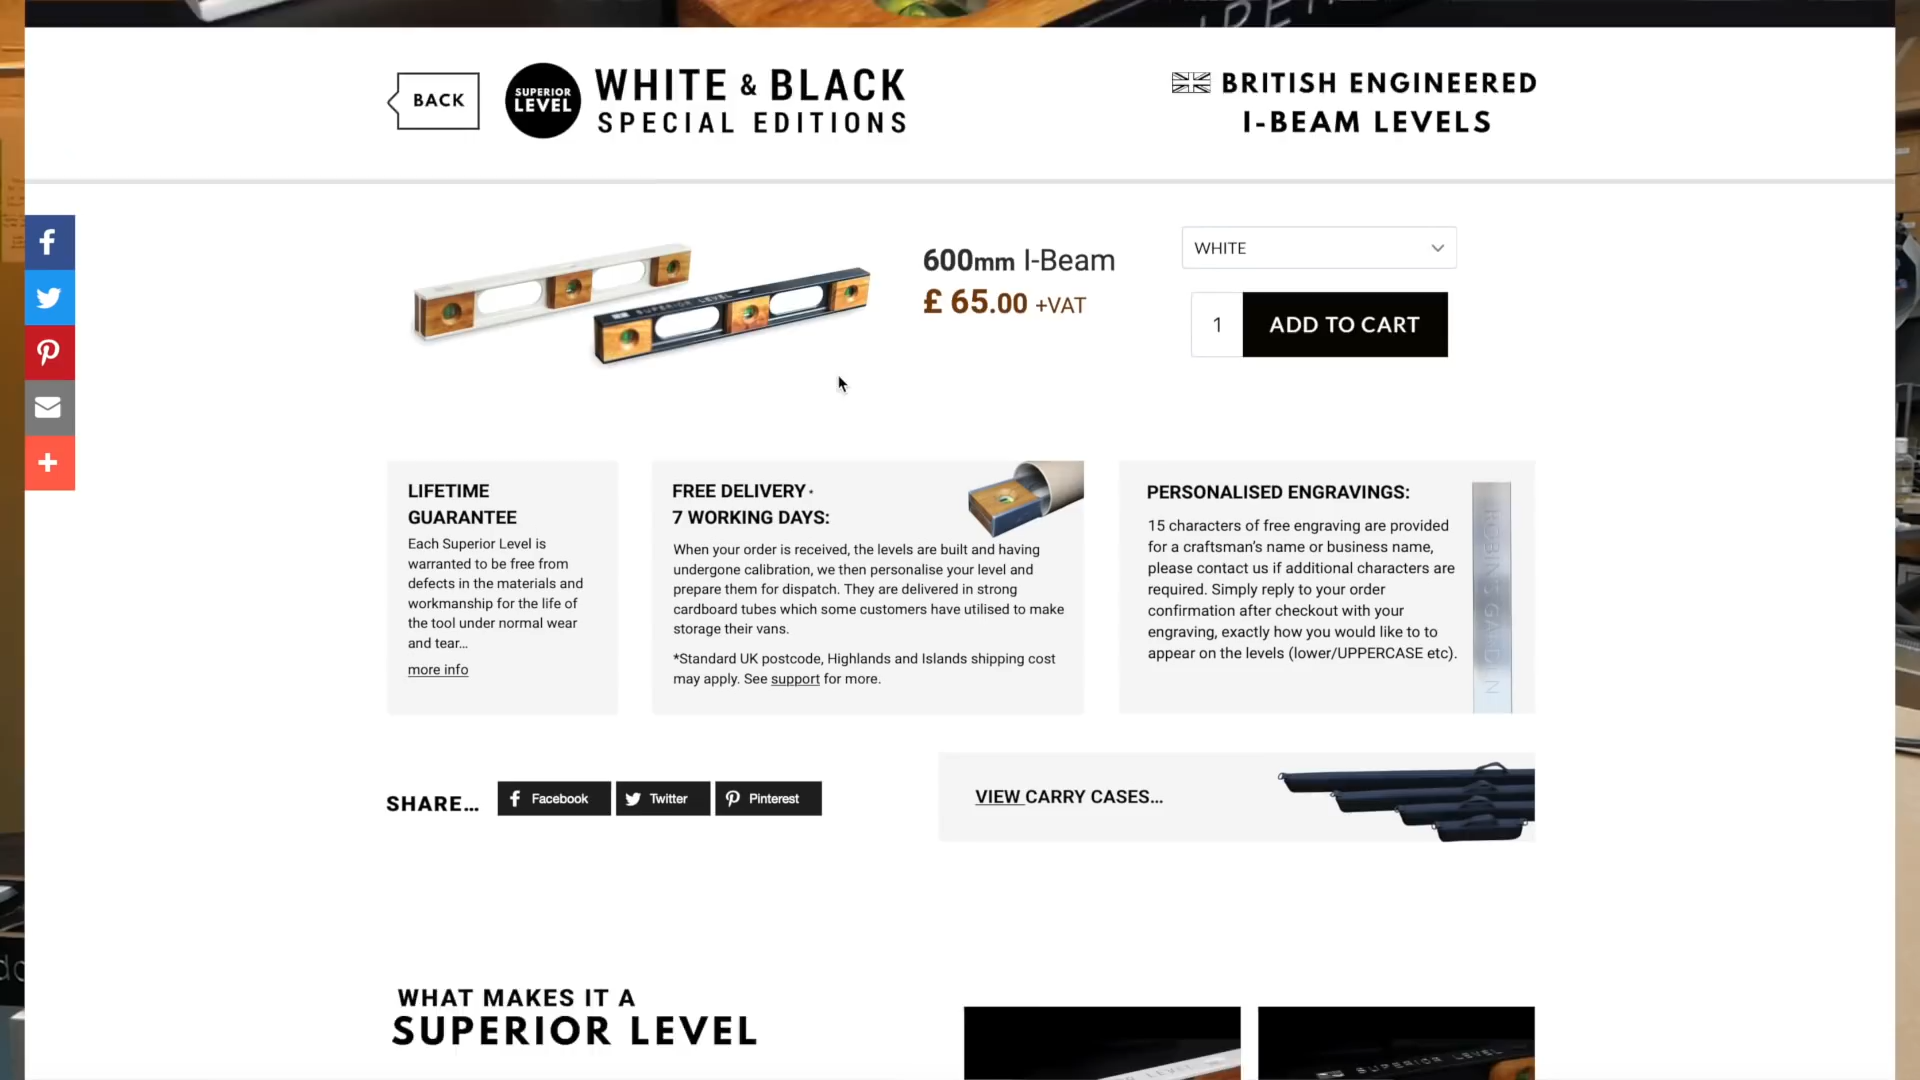 BACK
SUPERIOR
LEVEL
WHITE & BLACK
SPECIAL EDITIONS
BRITISH ENGINEERED
I-BEAM LEVELS
600mm I-Beam
£ 65.00 +VAT
WHITE
1
ADD TO CART
LIFETIME
GUARANTEE
Each Superior Level is
warranted to be free from
defects in the materials and
workmanship for the life of
the tool under normal wear
and tear...
more info
FREE DELIVERY *
7 WORKING DAYS:
When your order is received, the levels are built and having
undergone calibration, we then personalise your level and
prepare them for dispatch. They are delivered in strong
cardboard tubes which some customers have utilised to make
storage their vans.
*Standard UK postcode, Highlands and Islands shipping cost
may apply. See support for more.
PERSONALISED ENGRAVINGS:
15 characters of free engraving are provided
for a craftsman's name or business name,
please contact us if additional characters are
required. Simply reply to your order
confirmation after checkout with your
engraving, exactly how you would like to to
appear on the levels (lower/UPPERCASE etc).
SHARE...
Facebook
Twitter
Pinterest
VIEW CARRY CASES...
WHAT MAKES IT A
SUPERIOR LEVEL
SUPERIOR LEVEL